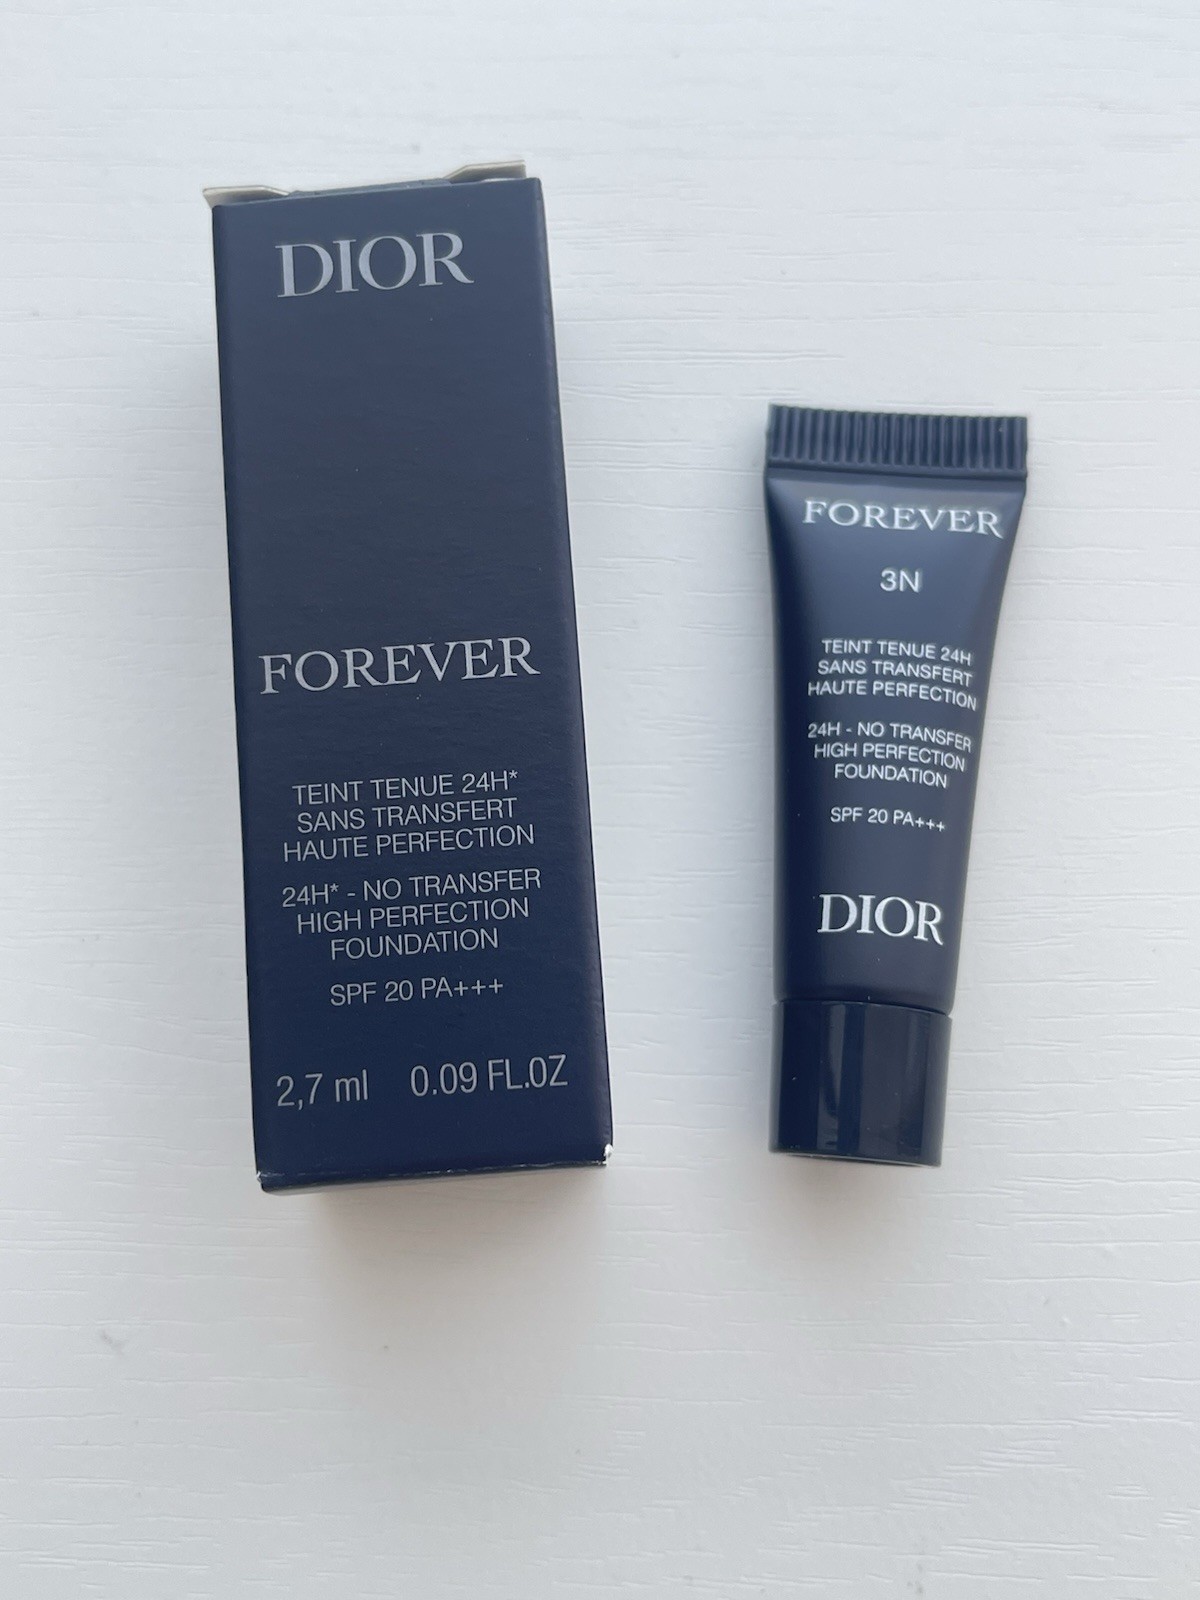 DIOR
FOREVER
TEINT TENUE 24H*
SANS TRANSFERT
HAUTE PERFECTION
24H* - NO TRANSFER
HIGH PERFECTION
FOUNDATION
SPF 20 PA+++
2,7 ml 0.09 FL.OZ
FOREVER
3N
TEINT TENUE 24H
SANS TRANSFERT
HAUTE PERFECTION
24H - NO TRANSFER
HIGH PERFECTION
FOUNDATION
SPF 20 PA+++
DIOR